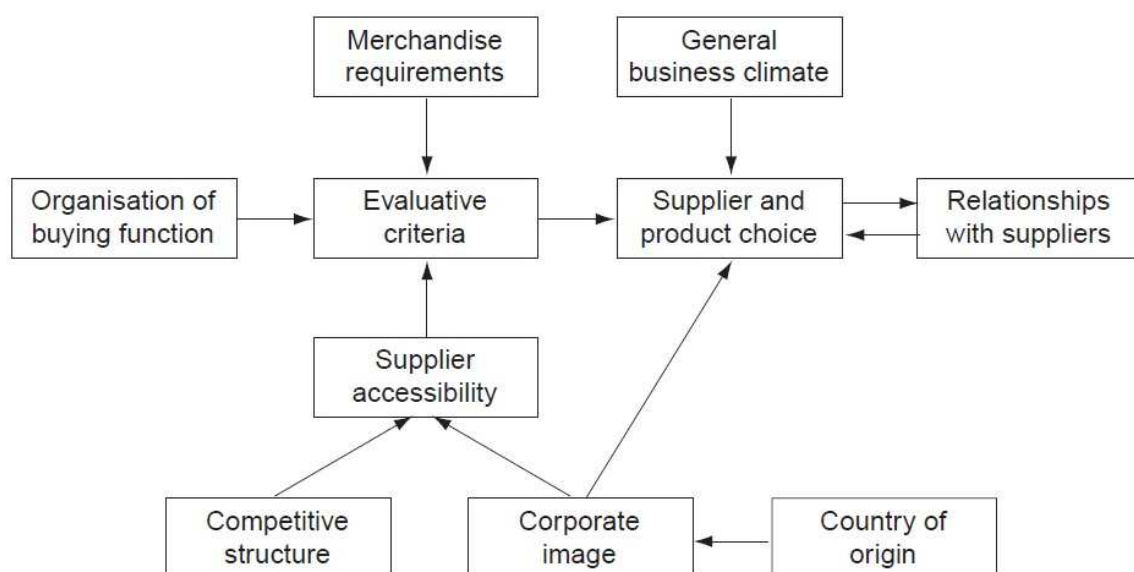 Merchandise
requirements
General
business climate
Organisation of
buying function
Evaluative
criteria
Supplier and
product choice
Relationships
with suppliers
Supplier
accessibility
Competitive
structure
Corporate
image
Country of
origin